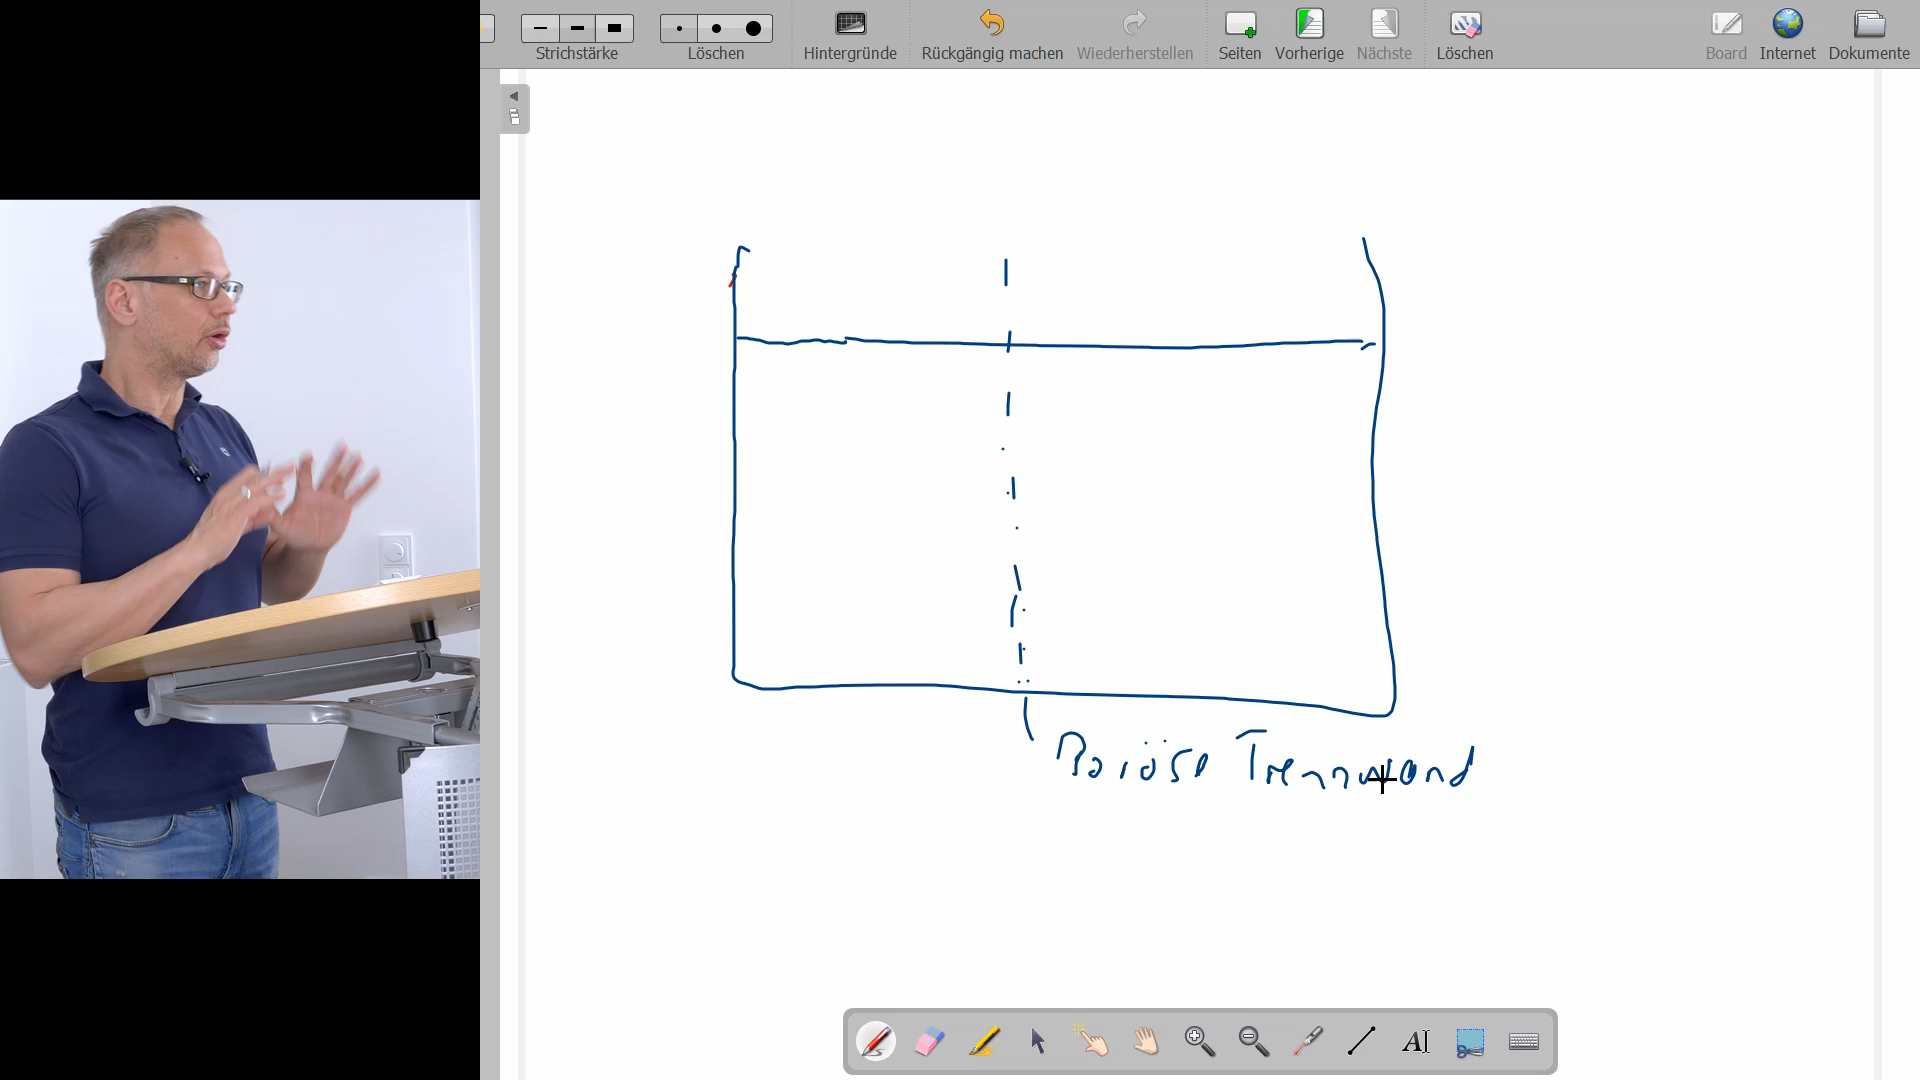 Strichstärke
Löschen
Hintergründe
Rückgängig machen
Wiederherstellen
Seiten
Vorherige
Nächste
Löschen
Board
Internet
Dokumente
Poröse Trennwand